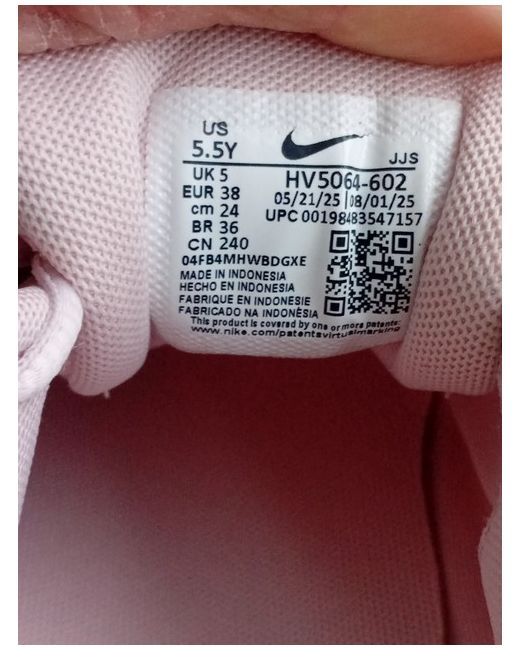 US
5.5Y
JJS
UK 5
EUR 38
cm 24
BR 36
CN 240
HV5064-602
05/21/25 08/01/25
UPC 00198483547157
04FB4MHWBDGXE
MADE IN INDONESIA
HECHO EN INDONESIA
FABRIQUE EN INDONESIE
FABRICADO NA INDONÈSIA
This product is covered by one or more patents:
www.nike.com/patentsvirtualmarking